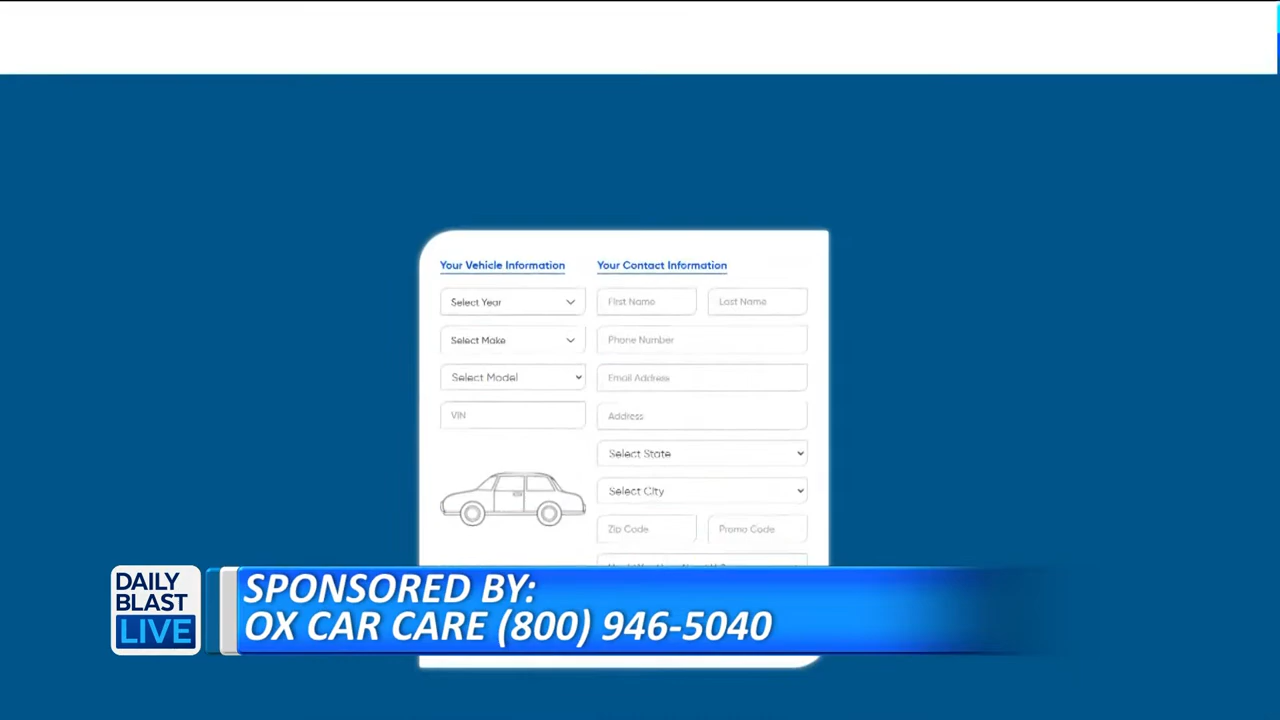 Your Vehicle Information
Your Contact Information
Select Year
First Name
Last Name
Select Make
Phone Number
Select Model
Email Address
VIN
Address
Select State
Select City
Zip Code
Promo Code
DAILY
BLAST
LIVE
SPONSORED BY:
OX CAR CARE (800) 946-5040